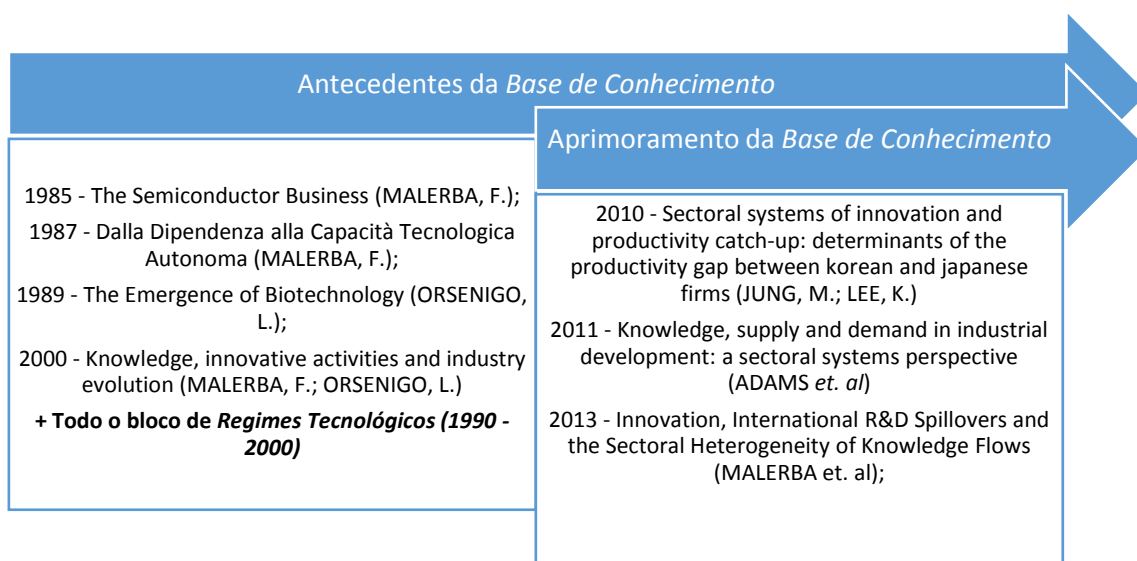 Antecedentes da Base de Conhecimento
1985 - The Semiconductor Business (MALERBA, F.);
1987 - Dalla Dipendenza alla Capacità Tecnologica
Autonoma (MALERBA, F.);
1989 - The Emergence of Biotechnology (ORSENIGO,
L.);
2000 - Knowledge, innovative activities and industry
evolution (MALERBA, F.; ORSENIGO, L.)
+ Todo o bloco de Regimes Tecnológicos (1990 -
2000)
Aprimoramento da Base de Conhecimento
2010 - Sectoral systems of innovation and
productivity catch-up: determinants of the
productivity gap between korean and japanese
firms (JUNG, M.; LEE, K.)
2011 - Knowledge, supply and demand in industrial
development: a sectoral systems perspective
(ADAMS et. al)
2013 - Innovation, International R&D Spillovers and
the Sectoral Heterogeneity of Knowledge Flows
(MALERBA et. al);